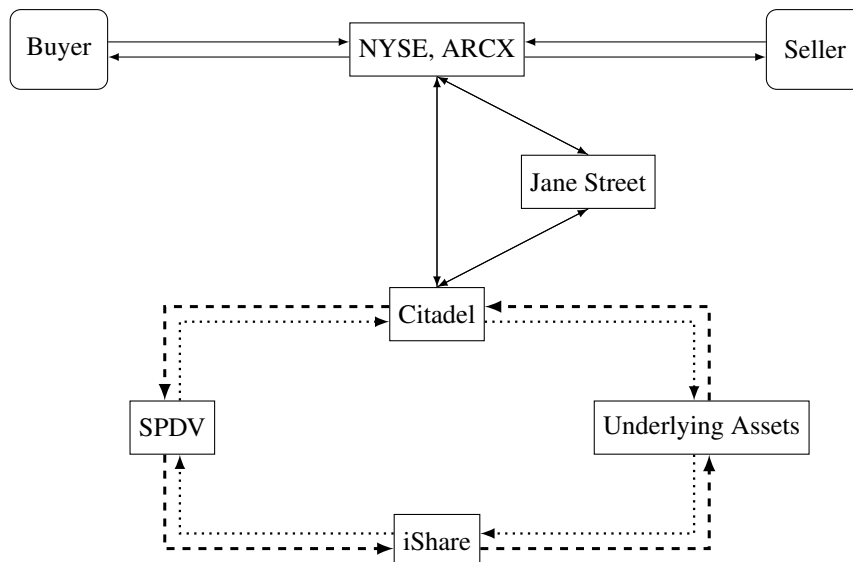 Buyer
NYSE, ARCX
Seller
Jane Street
Citadel
SPDV
Underlying Assets
iShare